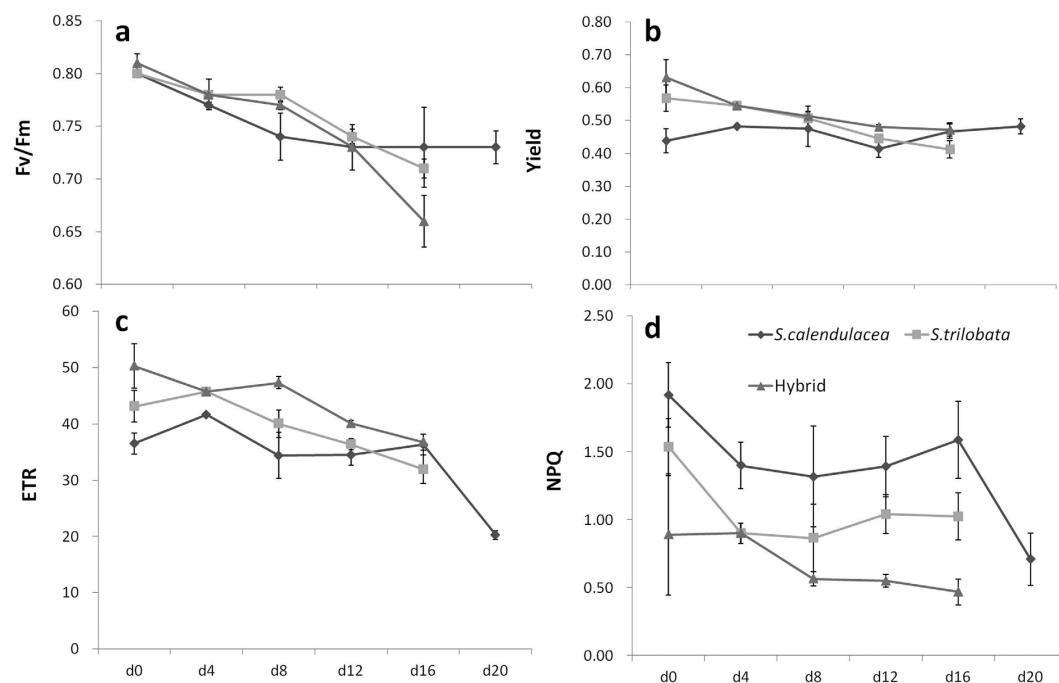 a
0.85
0.80
0.75
0.70
0.65
0.60
Fv/Fm
b
0.80
0.70
0.60
0.50
0.40
0.30
0.20
0.10
0.00
Yield
c
60
50
40
30
20
10
0
ETR
d0 d4 d8 d12 d16 d20
d
2.50
2.00
1.50
1.00
0.50
0.00
NPQ
S.calendulacea S.trilobata
Hybrid
d0 d4 d8 d12 d16 d20